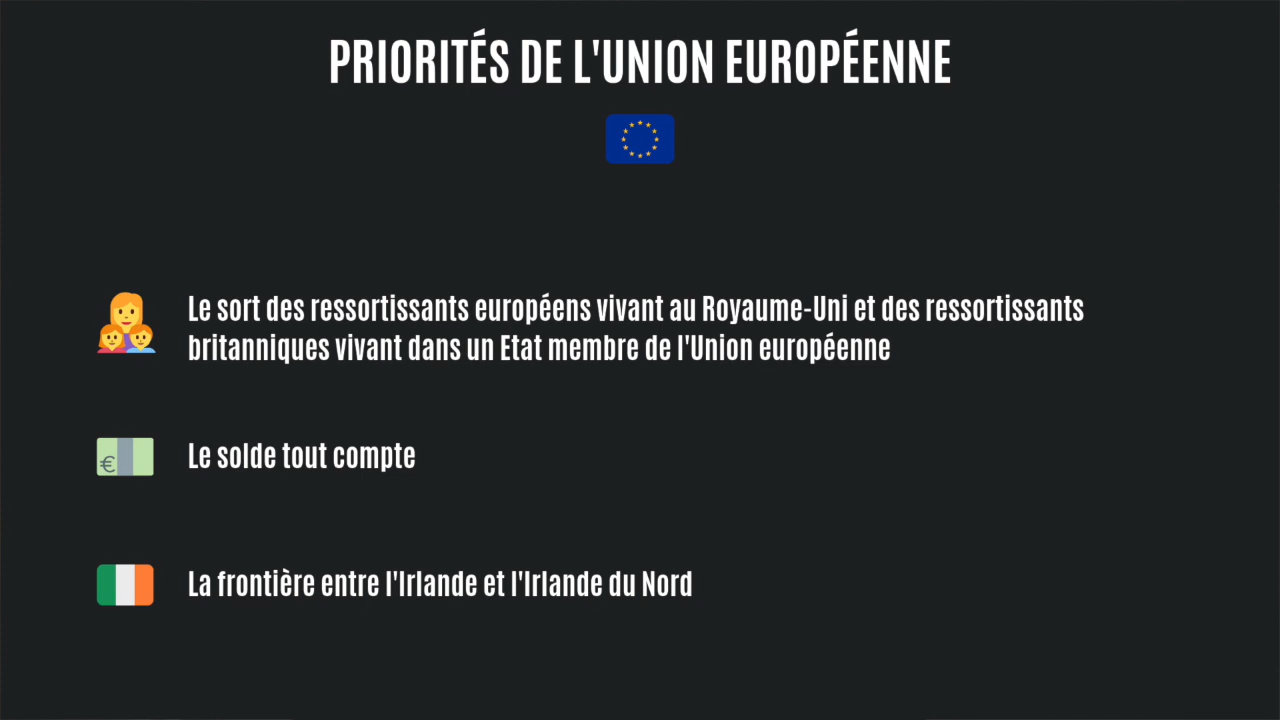 PRIORITÉS DE L'UNION EUROPÉENNE
Le sort des ressortissants européens vivant au Royaume-Uni et des ressortissants
britanniques vivant dans un Etat membre de l'Union européenne
€
Le solde tout compte
La frontière entre l'Irlande et l'Irlande du Nord